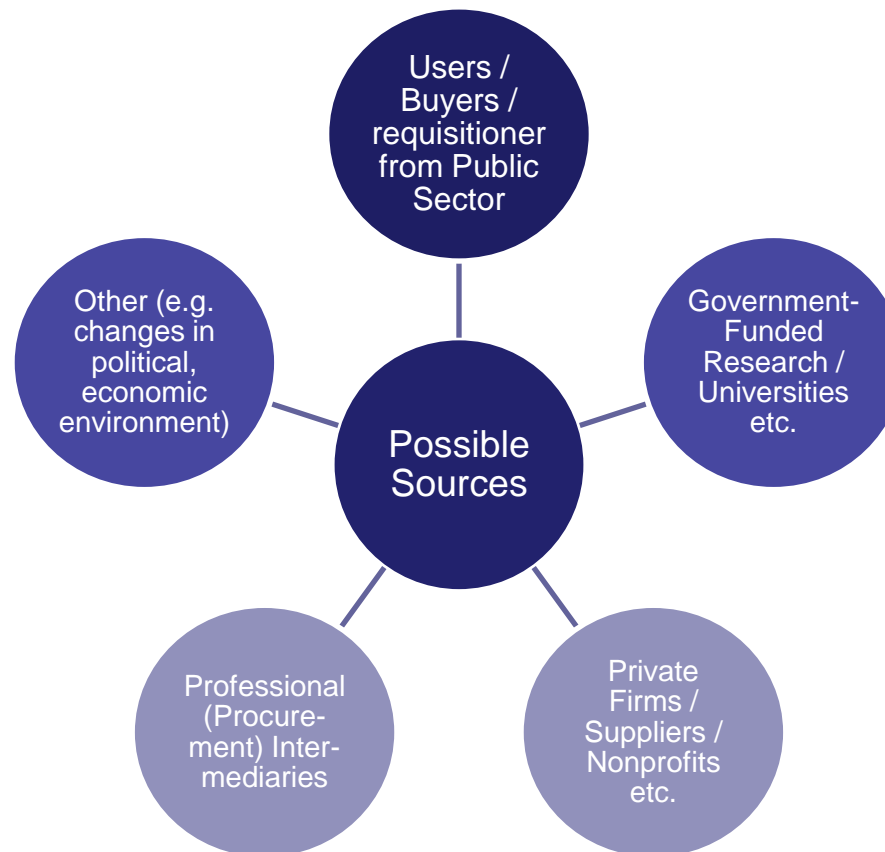 Users /
Buyers /
requisitioner
from Public
Sector
Other (e.g.
changes in
political,
economic
environment)
Government-
Funded
Research /
Universities
etc.
Possible
Sources
Professional
(Procure-
ment) Inter-
mediaries
Private
Firms /
Suppliers /
Nonprofits
etc.